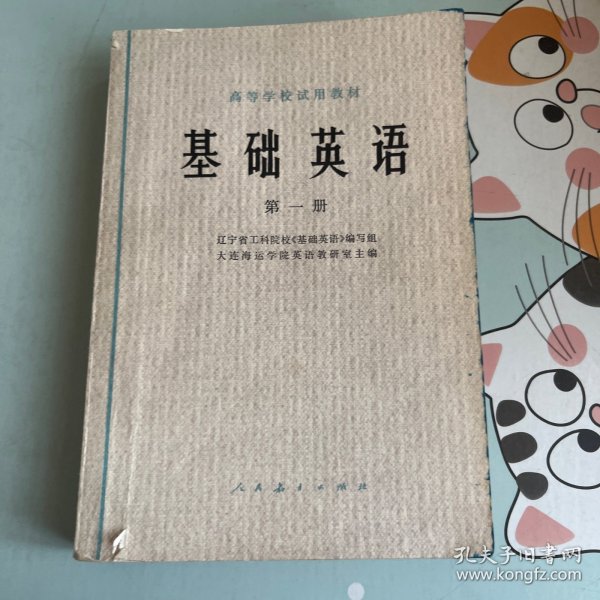 高等学校试用教材
基础英语
第一册
辽宁省工科院校《基础英语》编写组
大连海运学院英语教研室主编
人民教育出版社
孔夫子旧书网
www.kongfz.com